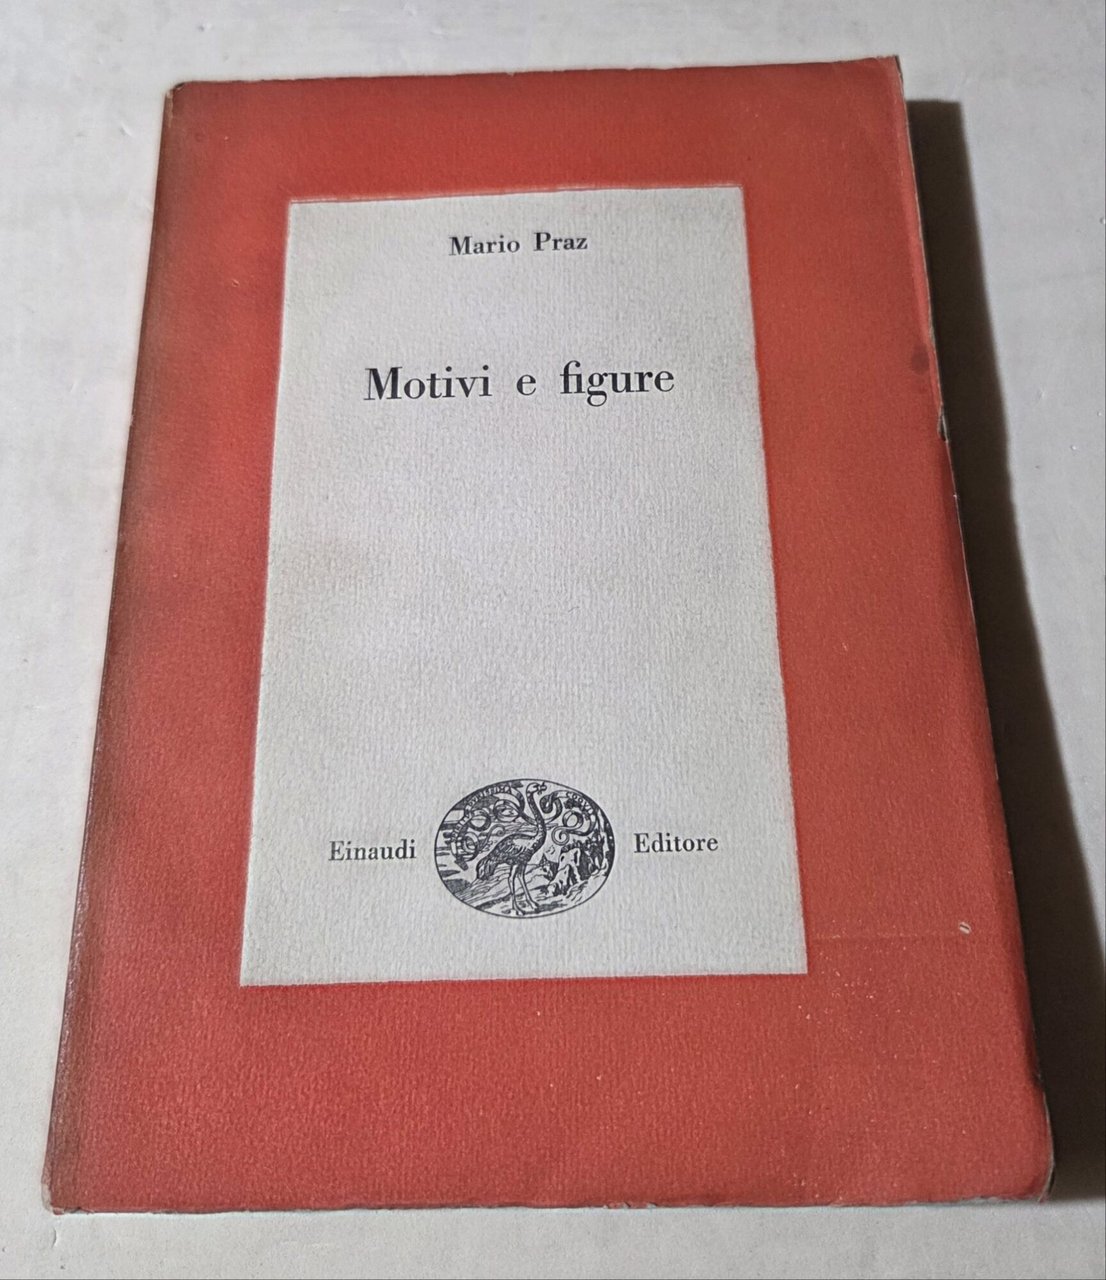 Mario Praz
Motivi e figure
Einaudi Editore